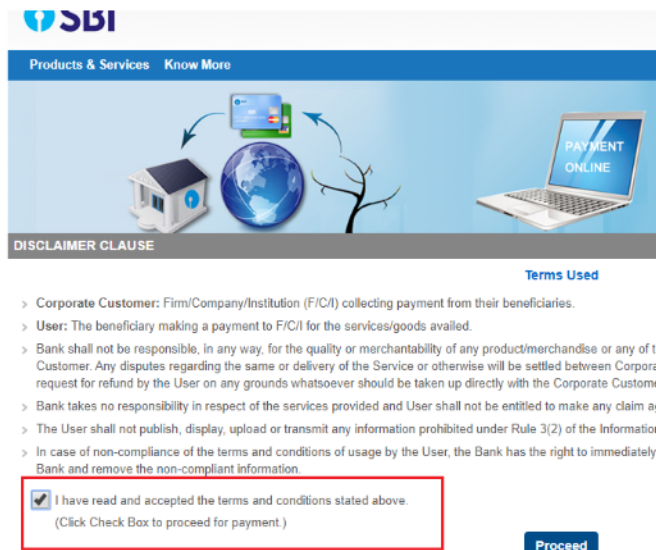 SBI
Products & Services Know More
PAYMENT
ONLINE
DISCLAIMER CLAUSE
Terms Used
Corporate Customer: Firm/Company/Institution (F/C/I) collecting payment from their beneficiaries.
User: The beneficiary making a payment to F/C/I for the services/goods availed.
Bank shall not be responsible, in any way, for the quality or merchantability of any product/merchandise or any of
Customer. Any disputes regarding the same or delivery of the Service or otherwise will be settled between
request for refund by the User on any grounds whatsoever should be taken up directly with the Corporate
Bank takes no responsibility in respect of the services provided and User shall not be entitled to make any claim
The User shall not publish, display, upload or transmit any information prohibited under Rule 3(2) of the
In case of non-compliance of the terms and conditions of usage by the User, the Bank has the right to immediately
Bank and remove the non-compliant information.
I have read and accepted the terms and conditions stated above.
(Click Check Box to proceed for payment.)
Proceed